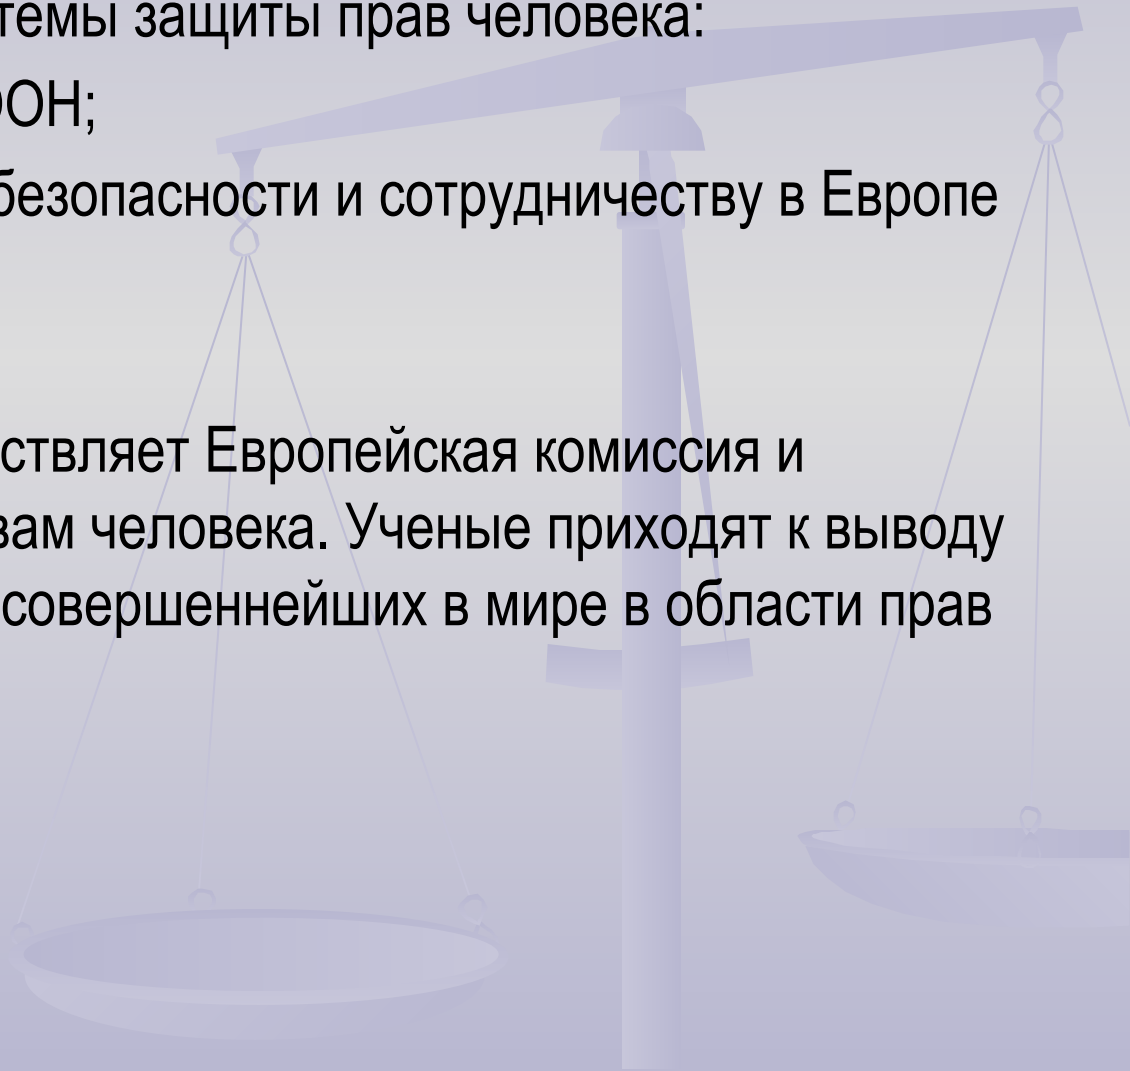 темы защиты прав человека:
ООН;
безопасности и сотрудничеству в Европе
ствляет Европейская комиссия и
вам человека. Ученые приходят к выводу
совершеннейших в мире в области прав